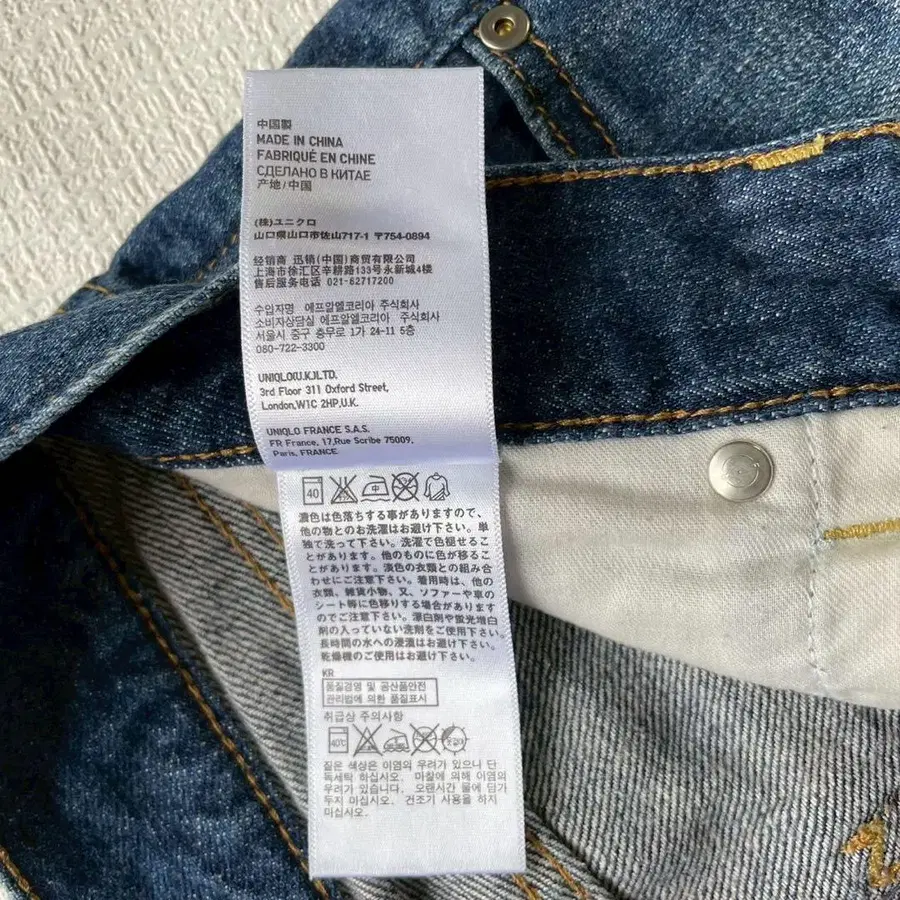 中国製
MADE IN CHINA
FABRIQUÉ EN CHINE
СДЕЛАНО В КИТАЕ
产地/中国
(株)ユニクロ
山口県山口市佐山717-1 〒754-0894
经销商 迅销(中国)商贸有限公司
上海市徐汇区辛耕路133号永新城4楼
售后服务电话 021-62717200
수입자명 에프알엘코리아 주식회사
소비자상담실 에프알엘코리아 주식회사
서울시 중구 충무로 1가 24-11 5층
080-722-3300
UNIQLO(U.K)LTD.
3rd Floor 311 Oxford Street,
London,W1C 2HP,U.K.
UNIQLO FRANCE S.A.S.
FR France, 17,Rue Scribe 75009,
Paris, FRANCE.
40 中
濃色は色落ちする事がありますので、
他の物とのお洗濯はお避け下さい。単
独で洗って下さい。洗濯で色褪せるこ
とがあります。他のものに色が移るこ
とがあります。淡色の衣類との組み合
わせにご注意下さい。着用時は、他の
衣類、雑貨小物、又、ソファーや車の
シート等に色移りする場合があります
のでご注意下さい。漂白剤や蛍光増白
剤の入っていない洗剤をご使用下さい。
長時間の水への浸漬はお避け下さい。
乾燥機のご使用はお避け下さい。
KR
품질경영 및 공산품안전
관리법에 의한 품질표시
취급상 주의사항
40℃
짙은 색상은 이염의 우려가 있으니 단
독세탁 하십시오. 마찰에 의해 이염의
우려가 있습니다. 오랜시간 물에 담가
두지 마십시오. 건조기 사용을 하지
마십시오.